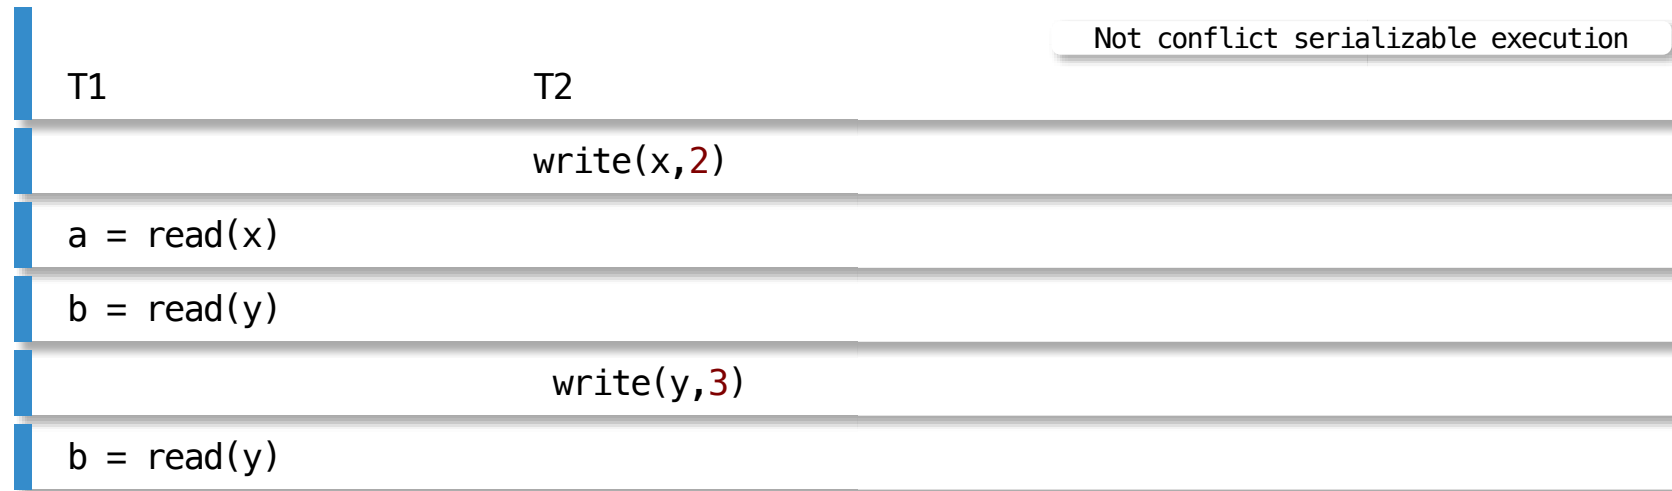 Not conflict serializable execution
T1 T2
write(x,2)
a = read(x)
b = read(y)
write(y,3)
b = read(y)